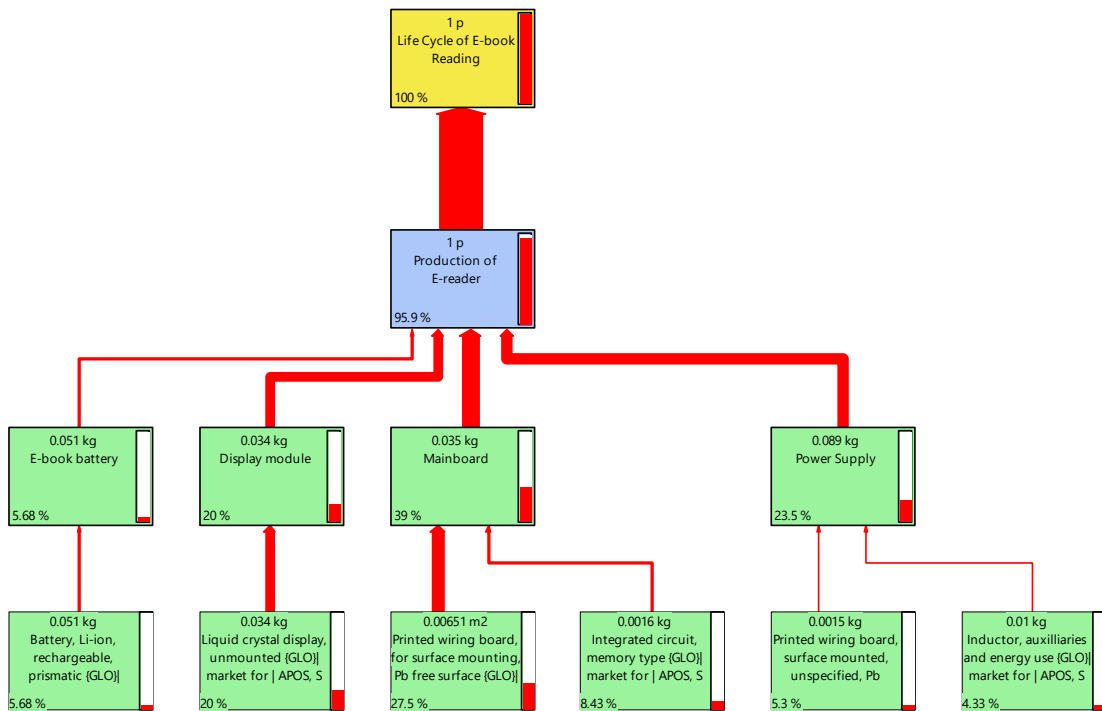 1 p
Life Cycle of E-book
Reading
100 %
1 p
Production of
E-reader
95.9 %
0.051 kg
E-book battery
5.68 %
0.034 kg
Display module
20 %
0.035 kg
Mainboard
39 %
0.089 kg
Power Supply
23.5 %
0.051 kg
Battery, Li-ion,
rechargeable,
prismatic {GLO}|
5.68 %
0.034 kg
Liquid crystal display,
unmounted {GLO}|
market for | APOS, S
20 %
0.00651 m2
Printed wiring board,
for surface mounting,
Pb free surface {GLO}|
27.5 %
0.0016 kg
Integrated circuit,
memory type {GLO}|
market for | APOS, S
8.43 %
0.0015 kg
Printed wiring board,
surface mounted,
unspecified, Pb
5.3 %
0.01 kg
Inductor, auxilliaries
and energy use {GLO}|
market for | APOS, S
4.33 %